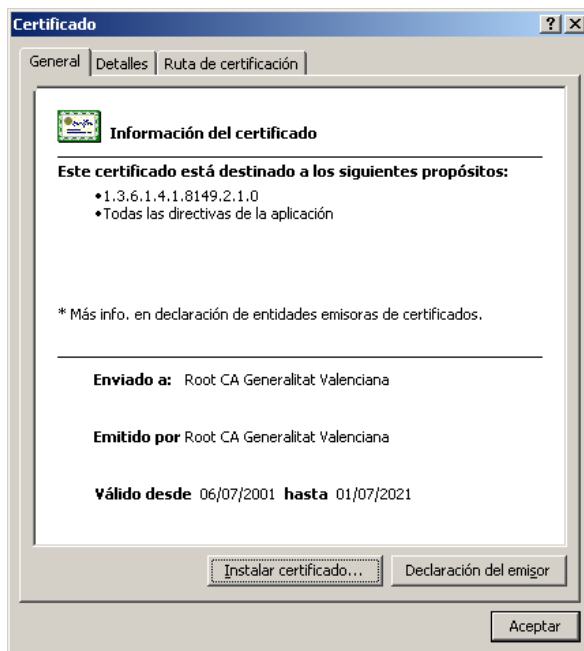 Certificado
General Detalles Ruta de certificación
Información del certificado
Este certificado está destinado a los siguientes propósitos:
•1.3.6.1.4.1.8149.2.1.0
•Todas las directivas de la aplicación
* Más info. en declaración de entidades emisoras de certificados.
Enviado a: Root CA Generalitat Valenciana
Emitido por Root CA Generalitat Valenciana
Válido desde 06/07/2001 hasta 01/07/2021
Instalar certificado... Declaración del emisor
Aceptar